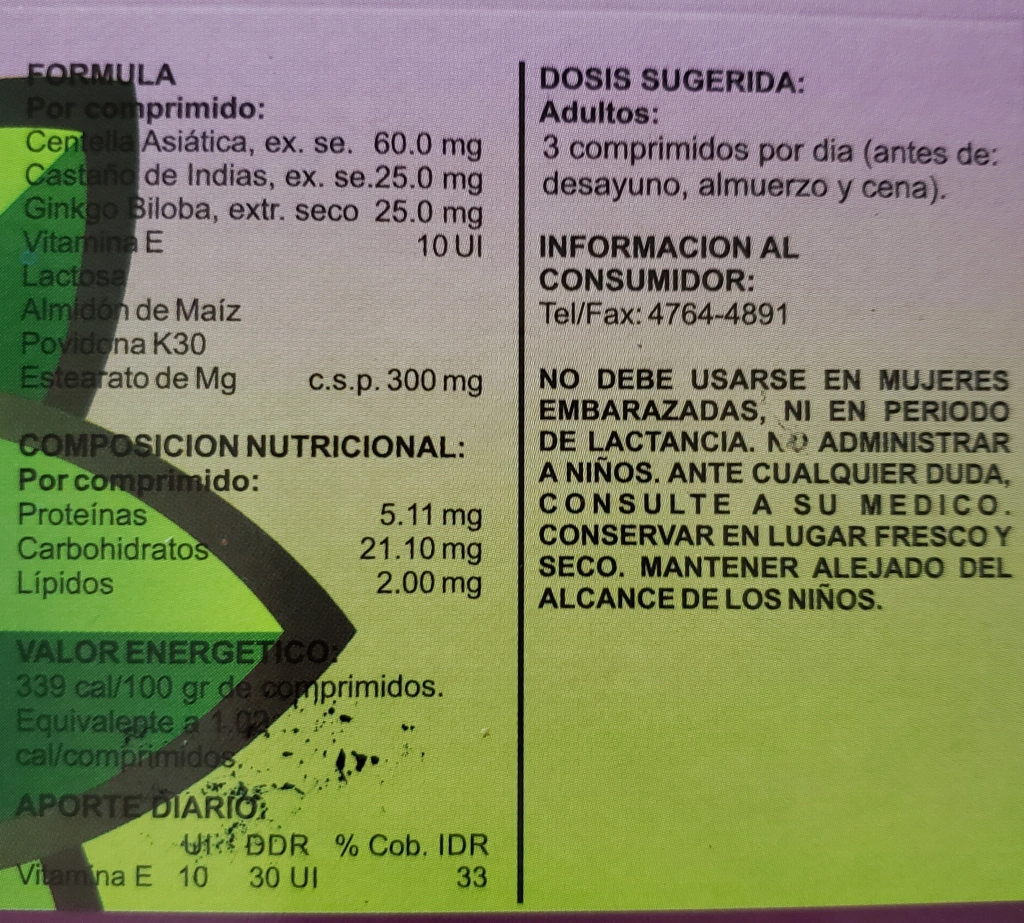 FORMULA
Por comprimido:
Centella Asiática, ex. se. 60.0 mg
Castaño de Indias, ex. se.25.0 mg
Ginkgo Biloba, extr. seco 25.0 mg
Vitamina E 10 UI
Lactosa
Almidón de Maíz
Povidona K30
Estearato de Mg c.s.p. 300 mg
COMPOSICION NUTRICIONAL:
Por comprimido:
Proteínas 5.11 mg
Carbohidratos 21.10 mg
Lípidos 2.00 mg
VALOR ENERGETICO:
339 cal/100 gr de comprimidos.
Equivalente a 1.02
cal/comprimidos.
APORTE DIARIO:
UI DDR % Cob. IDR
Vitamina E 10 30 UI 33
DOSIS SUGERIDA:
Adultos:
3 comprimidos por dia (antes de:
desayuno, almuerzo y cena).
INFORMACION AL
CONSUMIDOR:
Tel/Fax: 4764-4891
NO DEBE USARSE EN MUJERES
EMBARAZADAS, NI EN PERIODO
DE LACTANCIA. NO ADMINISTRAR
A NIÑOS. ANTE CUALQUIER DUDA,
CONSULTE A SU MEDICO.
CONSERVAR EN LUGAR FRESCO Y
SECO. MANTENER ALEJADO DEL
ALCANCE DE LOS NIÑOS.